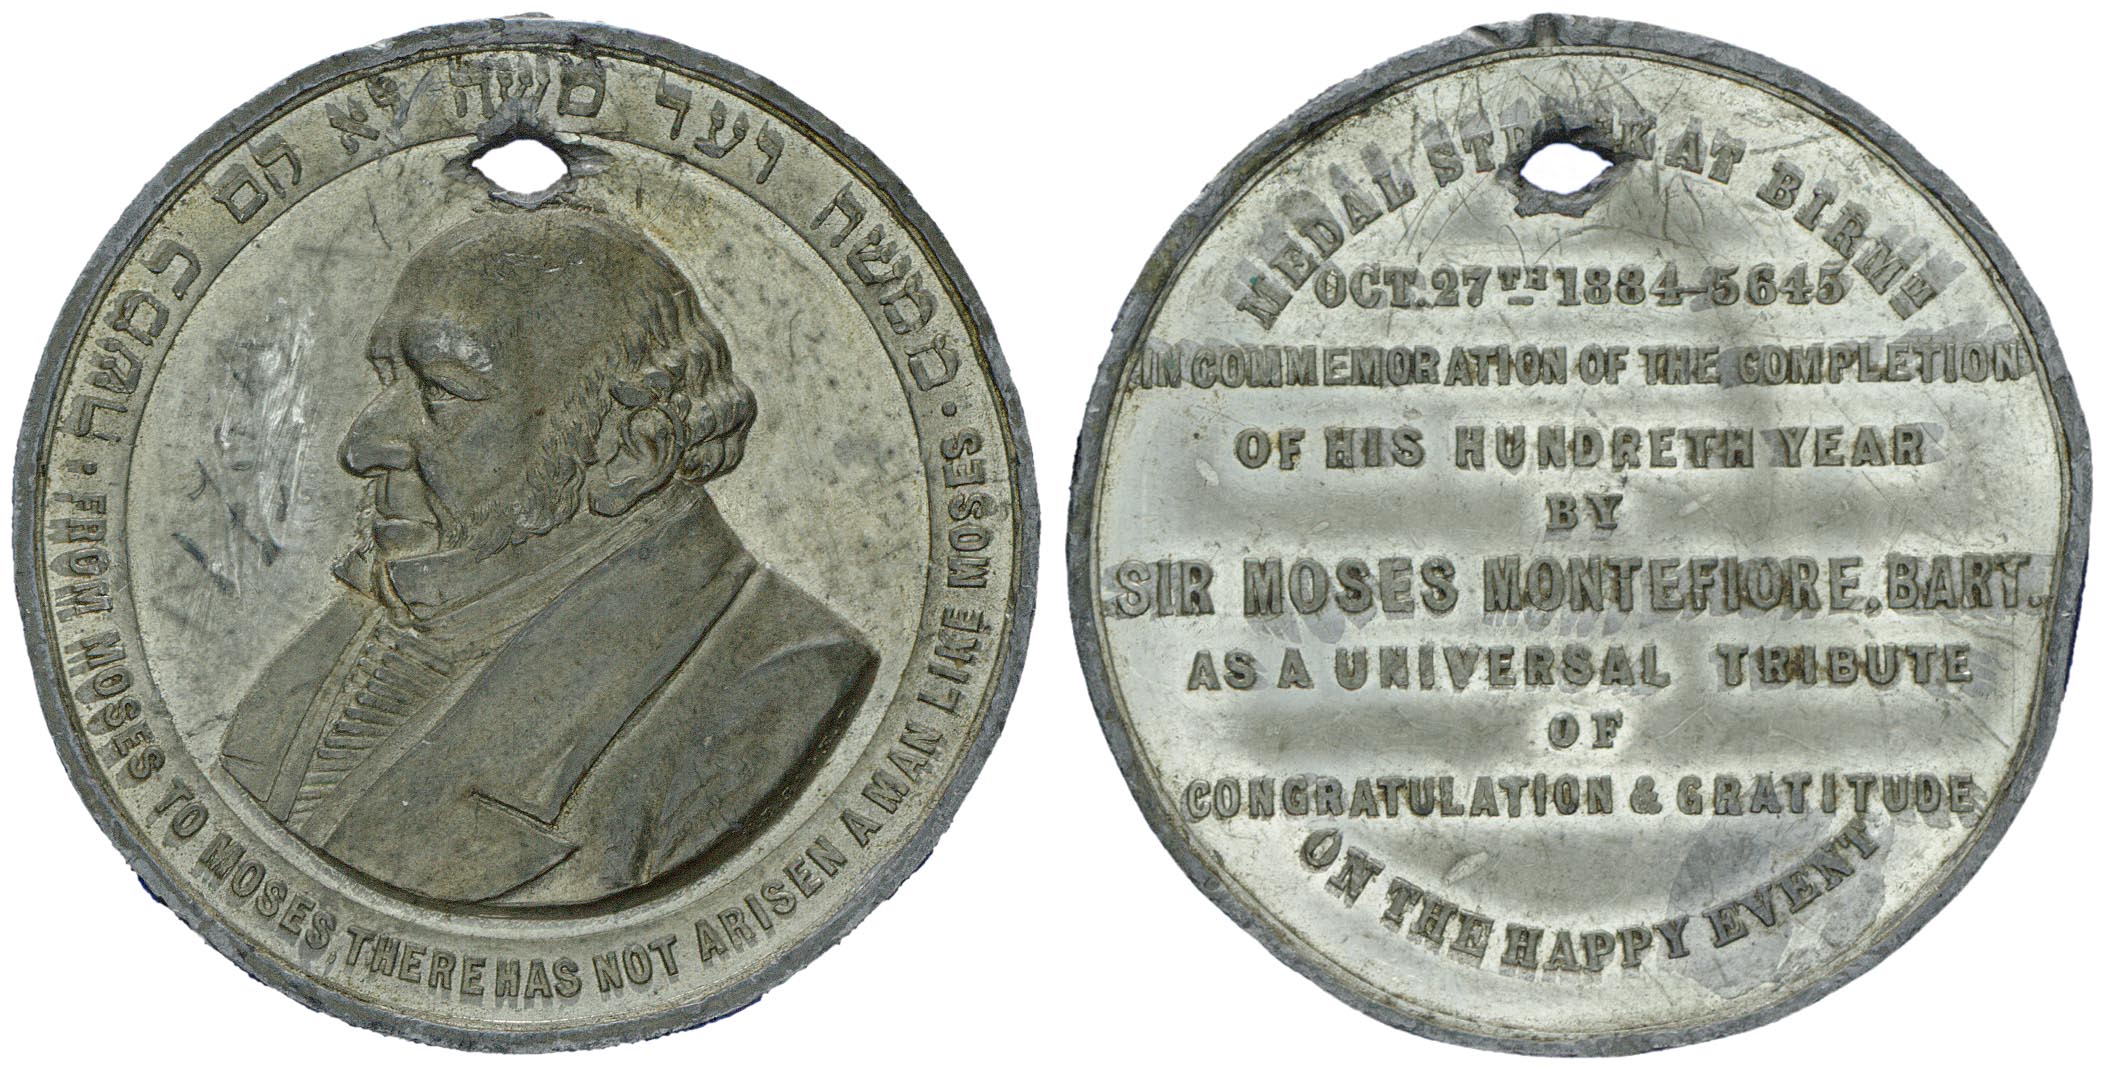 ממשה ועד משה לא קם כמשה
· FROM MOSES TO MOSES, THERE HAS NOT ARISEN A MAN LIKE MOSES ·
MEDAL STRUCK AT BIRMH
OCT. 27TH 1884-5645
IN COMMEMORATION OF THE COMPLETION
OF HIS HUNDRETH YEAR
BY
SIR MOSES MONTEFIORE, BART.
AS A UNIVERSAL TRIBUTE
OF
CONGRATULATION & GRATITUDE
ON THE HAPPY EVENT